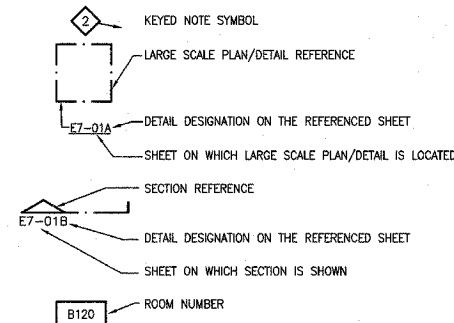 2 KEYED NOTE SYMBOL
LARGE SCALE PLAN/DETAIL REFERENCE
E7-01A DETAIL DESIGNATION ON THE REFERENCED SHEET
SHEET ON WHICH LARGE SCALE PLAN/DETAIL IS LOCATED
SECTION REFERENCE
E7-01B DETAIL DESIGNATION ON THE REFERENCED SHEET
SHEET ON WHICH SECTION IS SHOWN
B120 ROOM NUMBER